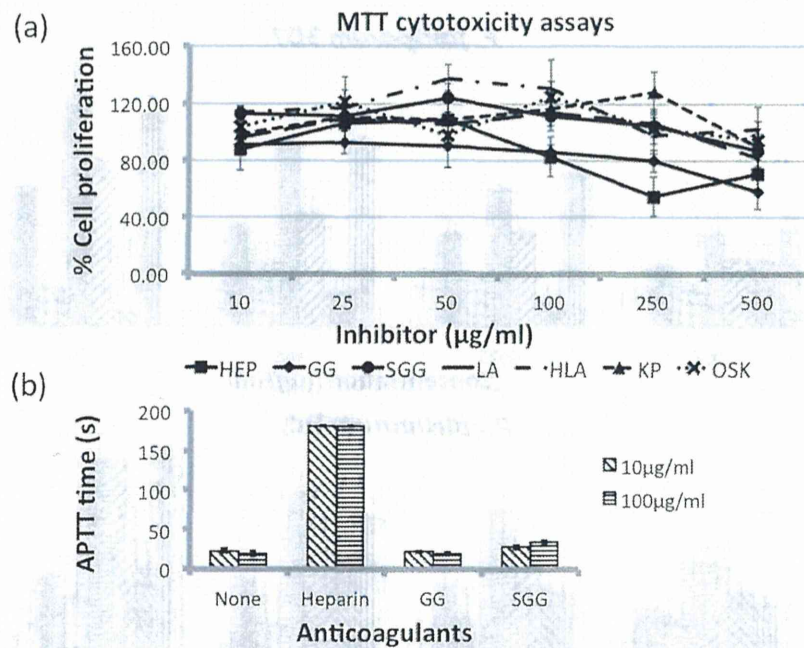 (a)
MTT cytotoxicity assays
160.00
120.00
80.00
40.00
0.00
% Cell proliferation
10 25 50 100 250 500
Inhibitor (µg/ml)
HEP GG SGG LA HLA KP OSK
(b)
200
150
100
50
0
APTT time (s)
10µg/ml
100µg/ml
None Heparin GG SGG
Anticoagulants